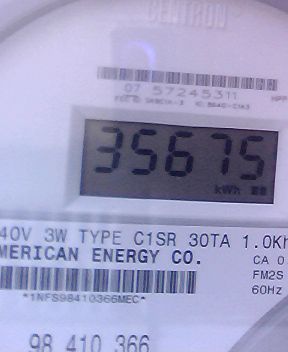 CENTRON
07 57245311
35675
kWh
40V 3W TYPE C1SR 30TA 1.0Kh
MERICAN ENERGY CO.
CA 0
FM2S
60Hz
*1NFS98410366MEC*
98 410 366